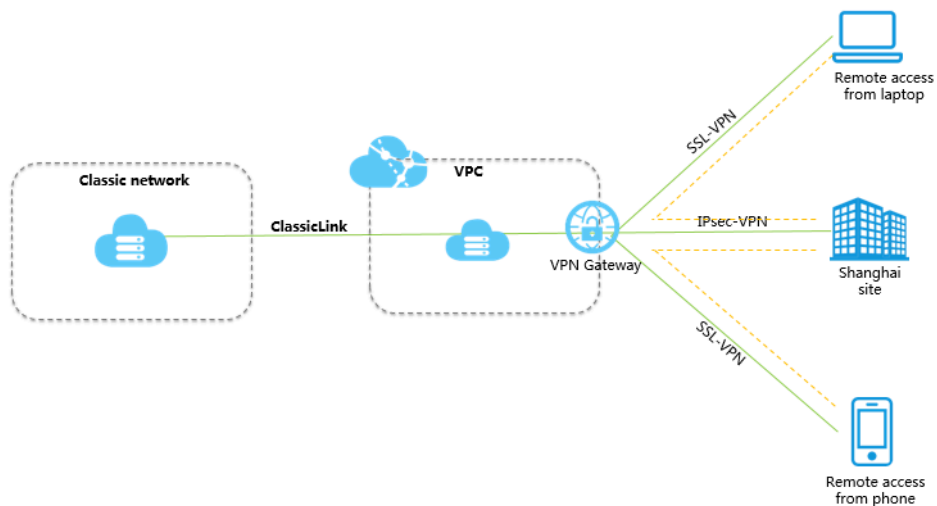 Remote access
from laptop
SSL-VPN
Classic network
VPC
ClassicLink
IPsec-VPN
VPN Gateway
Shanghai
site
SSL-VPN
Remote access
from phone